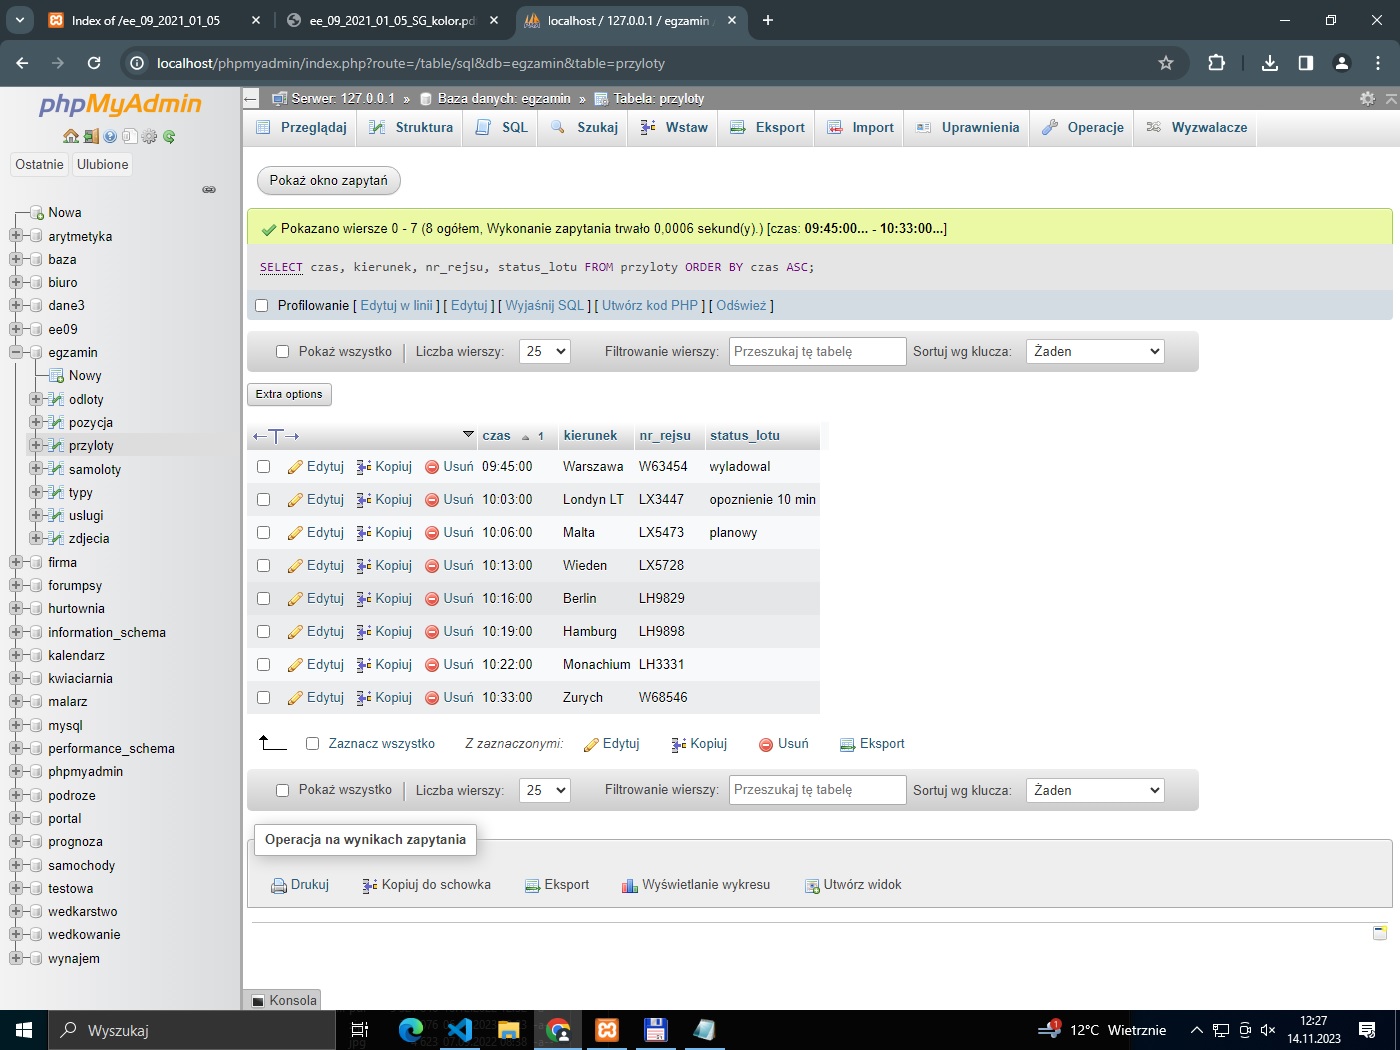 Index of /ee_09_2021_01_05
ee_09_2021_01_05_SG_kolor.pd
localhost / 127.0.0.1 / egzamin
localhost/phpmyadmin/index.php?route=/table/sql&db=egzamin&table=przyloty
phpMyAdmin
Ostatnie Ulubione
Nowa
arytmetyka
baza
biuro
dane3
ee09
egzamin
Nowy
odloty
pozycja
przyloty
samoloty
typy
uslugi
zdjecia
firma
forumpsy
hurtownia
information_schema
kalendarz
kwiaciarnia
malarz
mysql
performance_schema
phpmyadmin
podroze
portal
prognoza
samochody
testowa
wedkarstwo
wedkowanie
wynajem
Serwer: 127.0.0.1 » Baza danych: egzamin » Tabela: przyloty
Przeglądaj Struktura SQL Szukaj Wstaw Eksport Import Uprawnienia Operacje Wyzwalacze
Pokaż okno zapytań
Pokazano wiersze 0 - 7 (8 ogółem, Wykonanie zapytania trwało 0,0006 sekund(y).) [czas: 09:45:00... - 10:33:00...]
SELECT czas, kierunek, nr_rejsu, status_lotu FROM przyloty ORDER BY czas ASC;
Profilowanie [ Edytuj w linii ] [ Edytuj ] [ Wyjaśnij SQL ] [ Utwórz kod PHP ] [ Odśwież ]
Pokaż wszystko Liczba wierszy: 25 Filtrowanie wierszy: Przeszukaj tę tabelę Sortuj wg klucza: Żaden
Extra options
←T→ czas 1 kierunek nr_rejsu status_lotu
Edytuj Kopiuj Usuń 09:45:00 Warszawa W63454 wyladowal
Edytuj Kopiuj Usuń 10:03:00 Londyn LT LX3447 opoznienie 10 min
Edytuj Kopiuj Usuń 10:06:00 Malta LX5473 planowy
Edytuj Kopiuj Usuń 10:13:00 Wieden LX5728
Edytuj Kopiuj Usuń 10:16:00 Berlin LH9829
Edytuj Kopiuj Usuń 10:19:00 Hamburg LH9898
Edytuj Kopiuj Usuń 10:22:00 Monachium LH3331
Edytuj Kopiuj Usuń 10:33:00 Zurych W68546
Zaznacz wszystko Z zaznaczonymi: Edytuj Kopiuj Usuń Eksport
Pokaż wszystko Liczba wierszy: 25 Filtrowanie wierszy: Przeszukaj tę tabelę Sortuj wg klucza: Żaden
Operacja na wynikach zapytania
Drukuj Kopiuj do schowka Eksport Wyświetlanie wykresu Utwórz widok
Konsola
Wyszukaj
1
12°C Wietrznie
12:27
14.11.2023